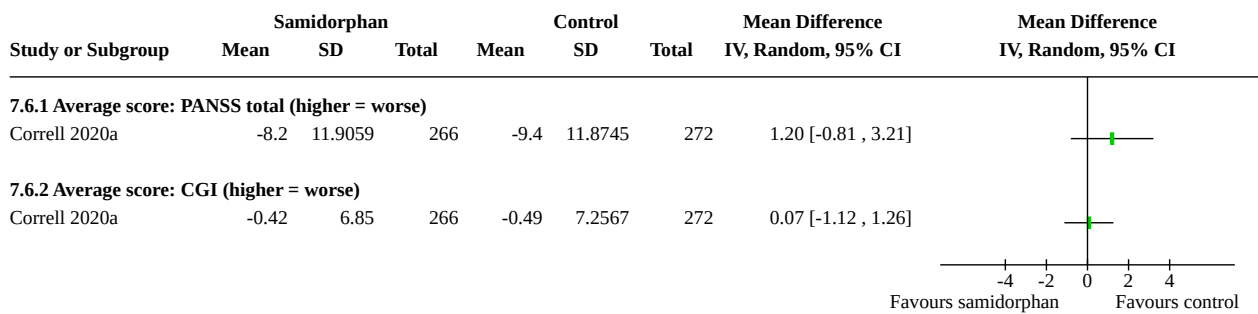 Samidorphan Control Mean Difference Mean Difference
Study or Subgroup Mean SD Total Mean SD Total IV, Random, 95% CI IV, Random, 95% CI
7.6.1 Average score: PANSS total (higher = worse)
Correll 2020a -8.2 11.9059 266 -9.4 11.8745 272 1.20 [-0.81 , 3.21]
7.6.2 Average score: CGI (higher = worse)
Correll 2020a -0.42 6.85 266 -0.49 7.2567 272 0.07 [-1.12 , 1.26]
-4 -2 0 2 4
Favours samidorphan Favours control